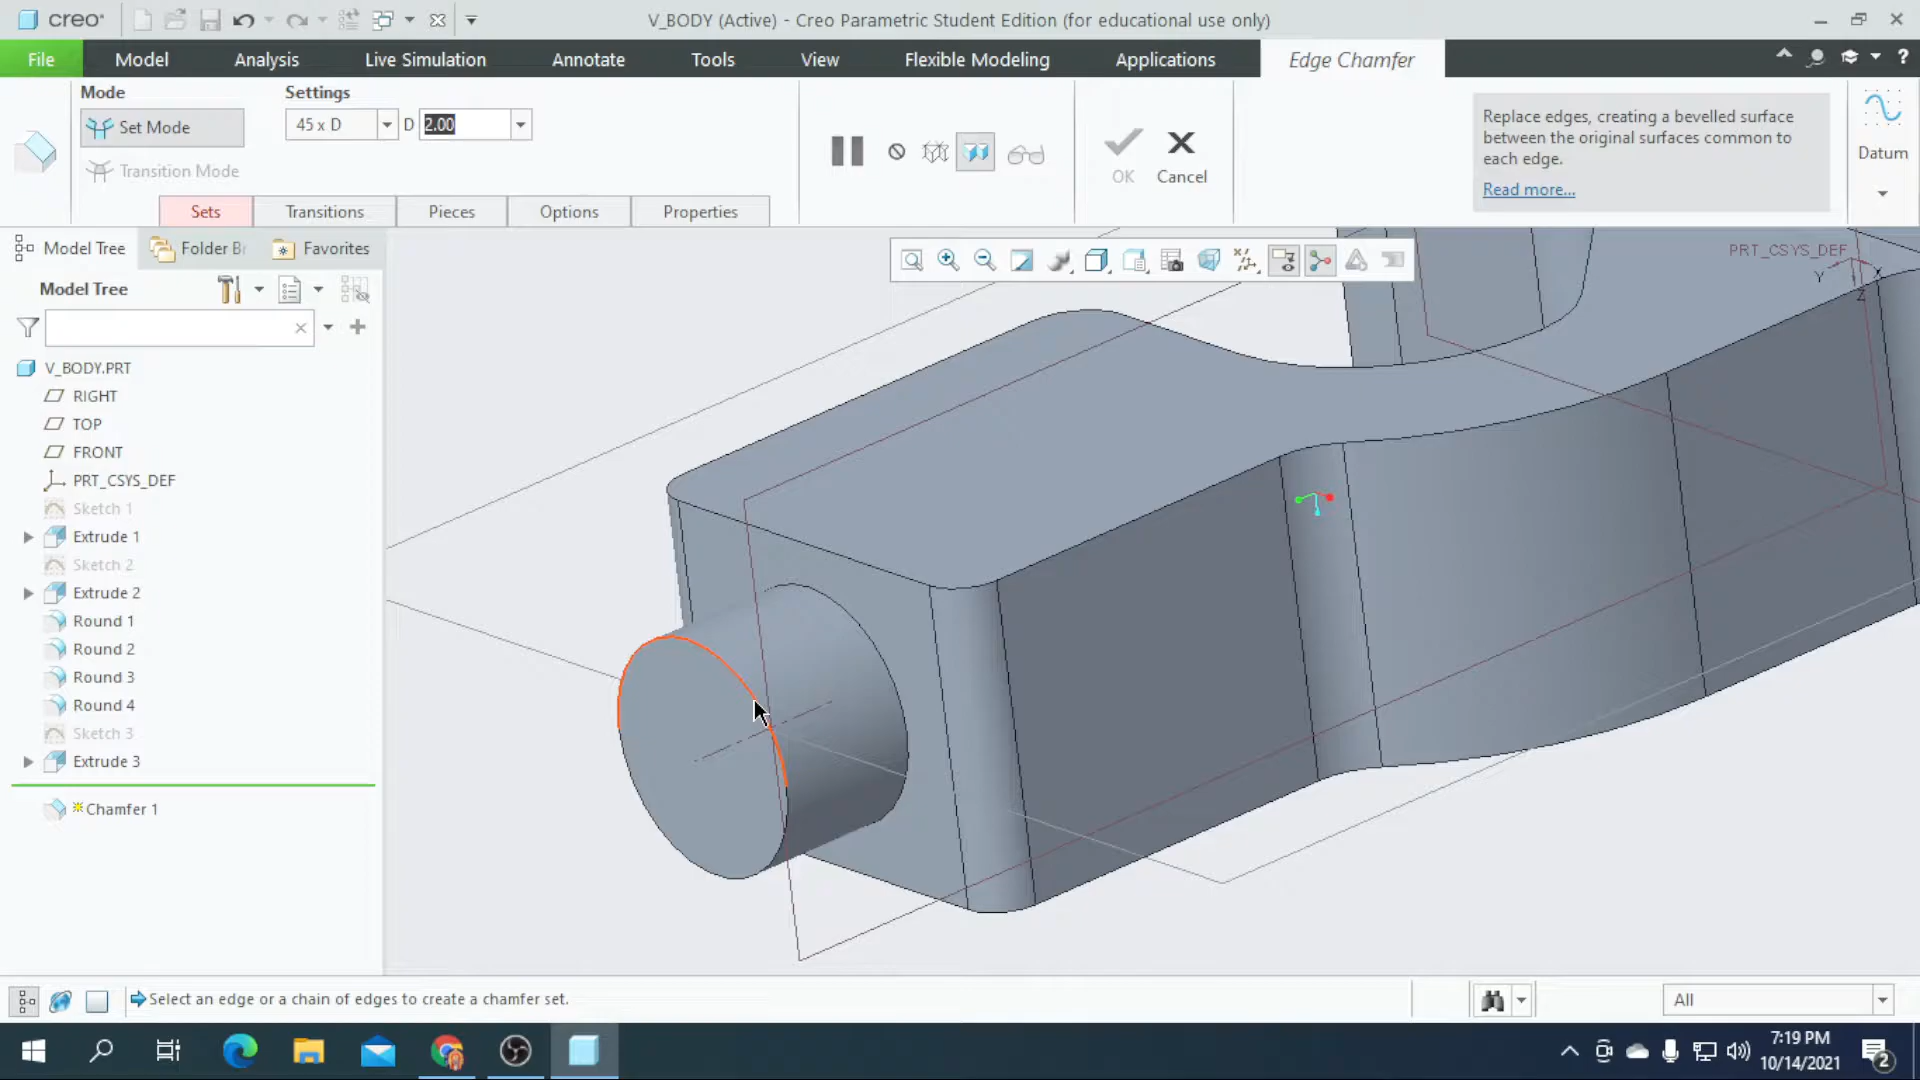 creo
V_BODY (Active) - Creo Parametric Student Edition (for educational use only)
File
Model
Analysis
Live Simulation
Annotate
Tools
View
Flexible Modeling
Applications
Edge Chamfer
Mode
Set Mode
Transition Mode
Settings
45 x D
D
2.00
OK
Cancel
Replace edges, creating a bevelled surface
between the original surfaces common to
each edge.
Read more...
Datum
Sets
Transitions
Pieces
Options
Properties
Model Tree
Folder Br
Favorites
Model Tree
V_BODY.PRT
RIGHT
TOP
FRONT
PRT_CSYS_DEF
Sketch 1
Extrude 1
Sketch 2
Extrude 2
Round 1
Round 2
Round 3
Round 4
Sketch 3
Extrude 3
Chamfer 1
PRT_CSYS_DEF
Y
X
Z
Select an edge or a chain of edges to create a chamfer set.
All
7:19 PM
10/14/2021
2